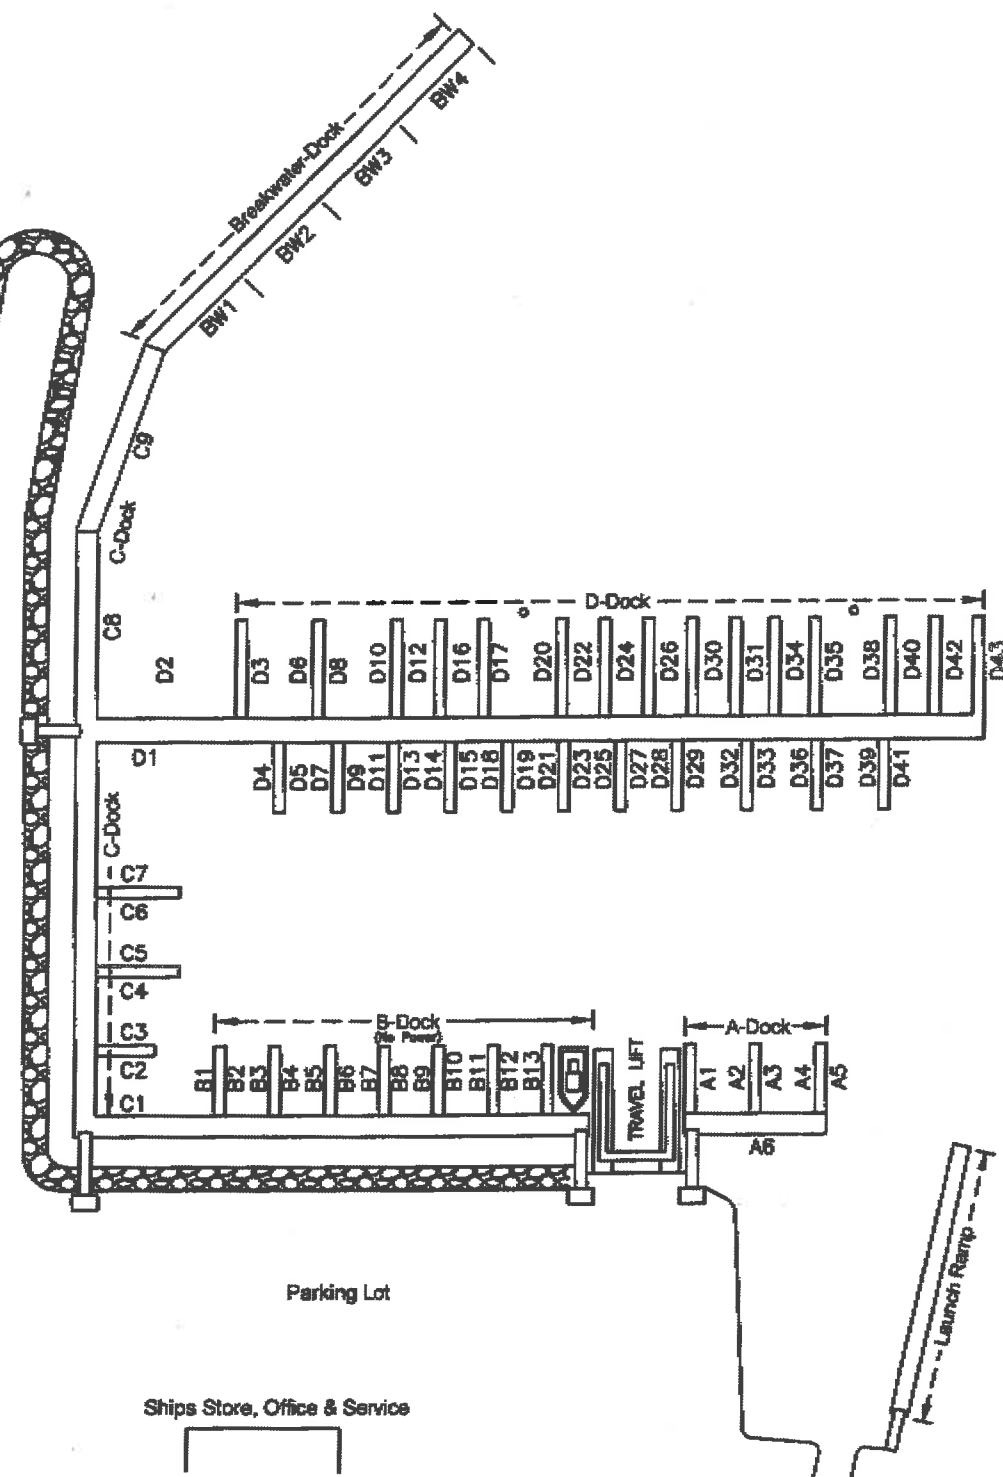 Breakwater-Dock
BW4
BW3
BW2
BW1
C9
C-Dock
C8
D-Dock
D2
D3
D6
D8
D10
D12
D16
D17
D20
D22
D24
D26
D30
D31
D34
D35
D38
D40
D42
D43
D1
D4
D5
D7
D9
D11
D13
D14
D15
D18
D19
D21
D23
D25
D27
D28
D29
D32
D33
D36
D37
D39
D41
C-Dock
C7
C6
C5
C4
C3
C2
C1
B-Dock
(No Power)
B1
B2
B3
B4
B5
B6
B7
B8
B9
B10
B11
B12
B13
TRAVEL LIFT
A-Dock
A1
A2
A3
A4
A5
A6
Launch Ramp
Parking Lot
Ships Store, Office & Service